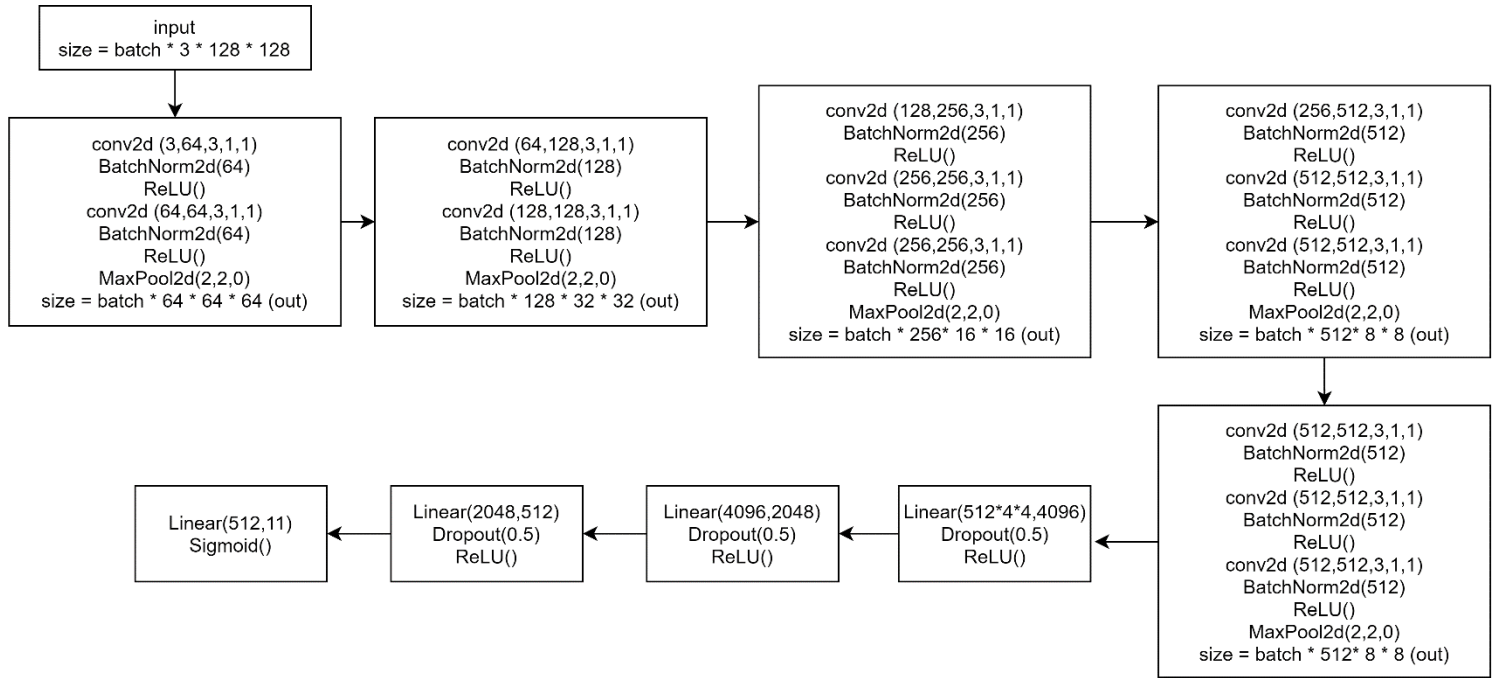 input
size = batch * 3 * 128 * 128
conv2d (3,64,3,1,1)
BatchNorm2d(64)
ReLU()
conv2d (64,64,3,1,1)
BatchNorm2d(64)
ReLU()
MaxPool2d(2,2,0)
size = batch * 64 * 64 * 64 (out)
conv2d (64,128,3,1,1)
BatchNorm2d(128)
ReLU()
conv2d (128,128,3,1,1)
BatchNorm2d(128)
ReLU()
MaxPool2d(2,2,0)
size = batch * 128 * 32 * 32 (out)
conv2d (128,256,3,1,1)
BatchNorm2d(256)
ReLU()
conv2d (256,256,3,1,1)
BatchNorm2d(256)
ReLU()
conv2d (256,256,3,1,1)
BatchNorm2d(256)
ReLU()
MaxPool2d(2,2,0)
size = batch * 256* 16 * 16 (out)
conv2d (256,512,3,1,1)
BatchNorm2d(512)
ReLU()
conv2d (512,512,3,1,1)
BatchNorm2d(512)
ReLU()
conv2d (512,512,3,1,1)
BatchNorm2d(512)
ReLU()
MaxPool2d(2,2,0)
size = batch * 512* 8 * 8 (out)
conv2d (512,512,3,1,1)
BatchNorm2d(512)
ReLU()
conv2d (512,512,3,1,1)
BatchNorm2d(512)
ReLU()
conv2d (512,512,3,1,1)
BatchNorm2d(512)
ReLU()
MaxPool2d(2,2,0)
size = batch * 512* 8 * 8 (out)
Linear(512*4*4,4096)
Dropout(0.5)
ReLU()
Linear(4096,2048)
Dropout(0.5)
ReLU()
Linear(2048,512)
Dropout(0.5)
ReLU()
Linear(512,11)
Sigmoid()